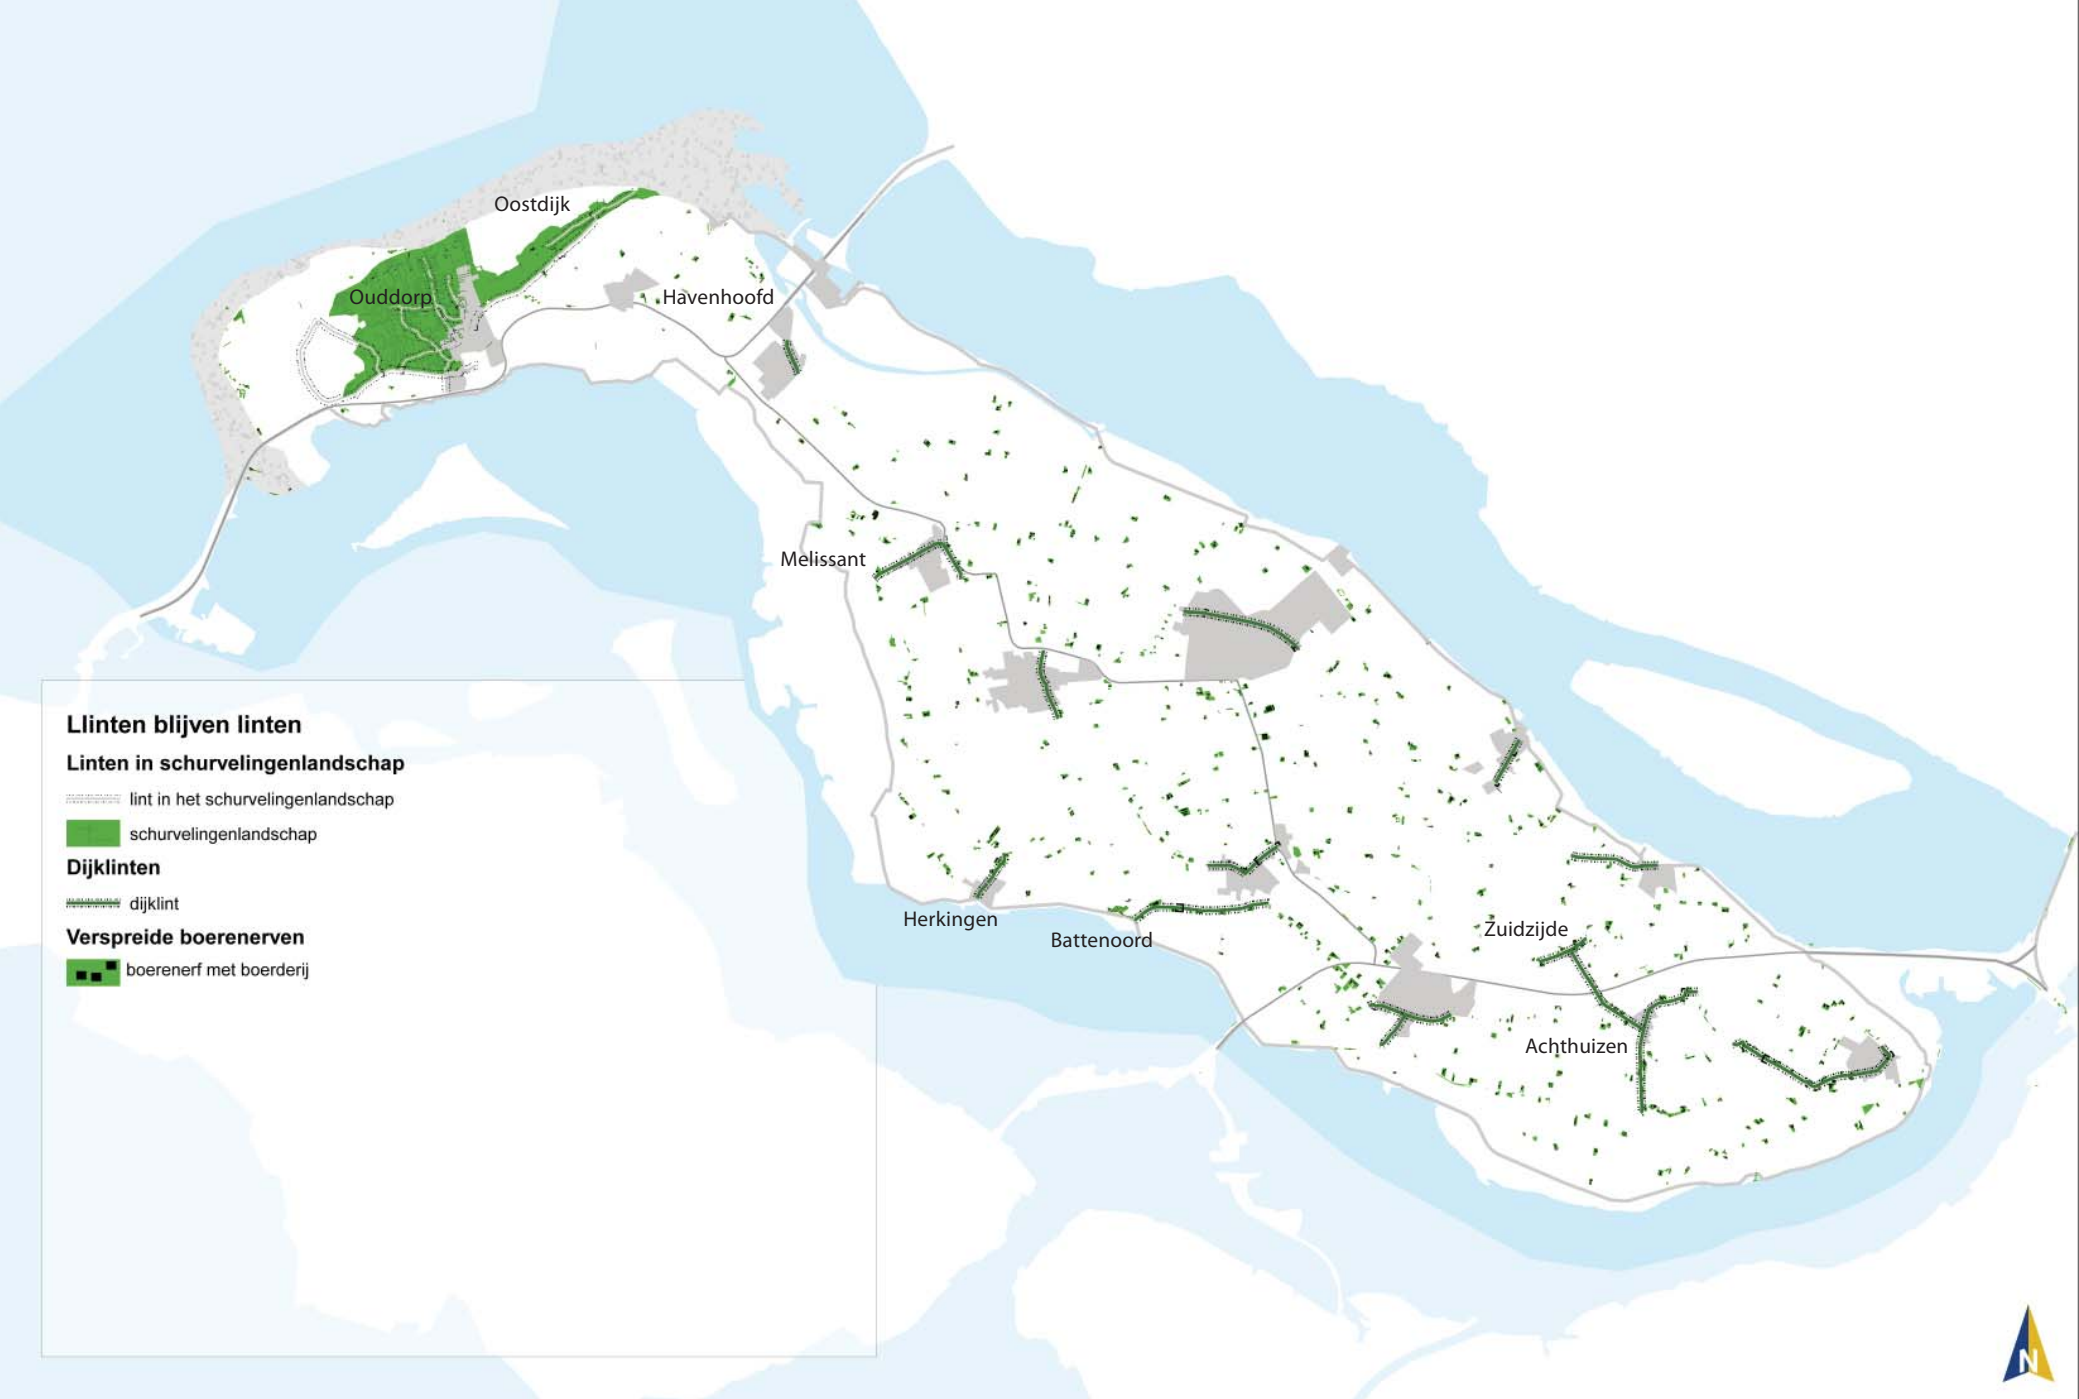 Oostdijk
Ouddorp
Havenhoofd
Melissant
Llinten blijven linten
Linten in schurvelingenlandschap
lint in het schurvelingenlandschap
schurvelingenlandschap
Dijklinten
dijklint
Verspreide boerenerven
boerenerf met boerderij
Herkingen
Battenoord
Zuidzijde
Achthuizen
N